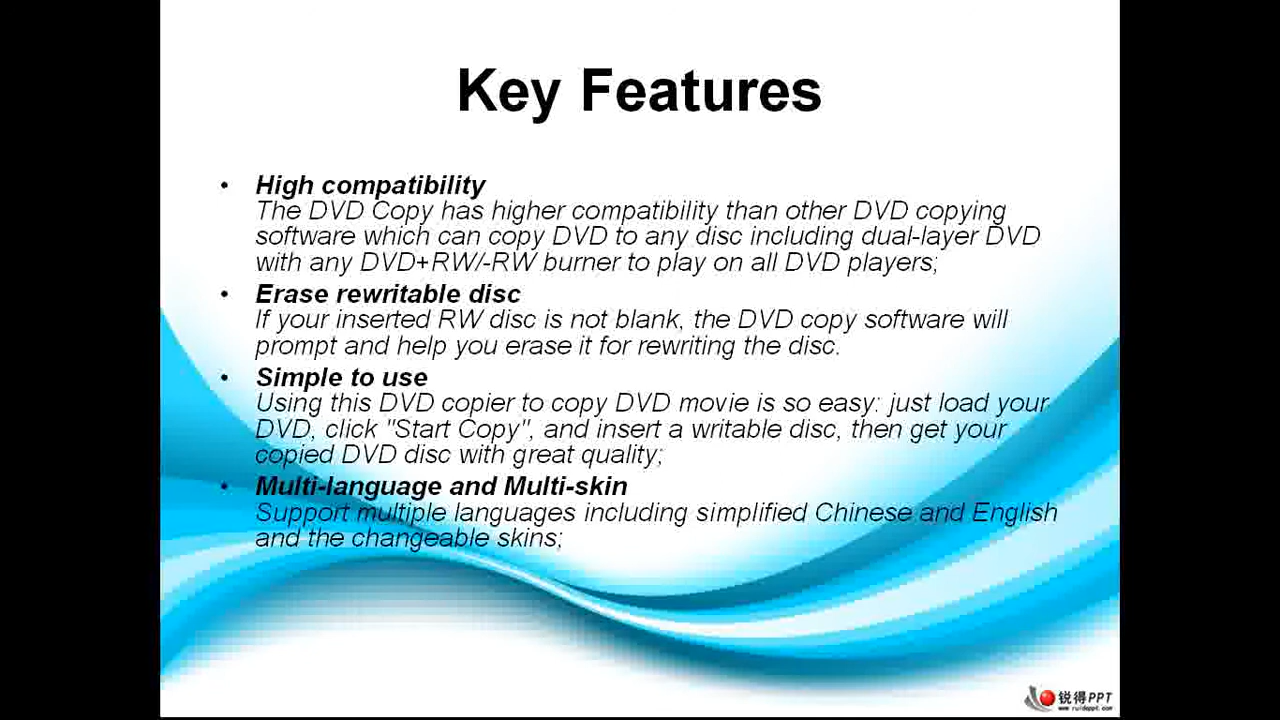 Key Features
• High compatibility
The DVD Copy has higher compatibility than other DVD copying
software which can copy DVD to any disc including dual-layer DVD
with any DVD+RW/-RW burner to play on all DVD players;
• Erase rewritable disc
If your inserted RW disc is not blank, the DVD copy software will
prompt and help you erase it for rewriting the disc.
• Simple to use
Using this DVD copier to copy DVD movie is so easy: just load your
DVD, click "Start Copy", and insert a writable disc, then get your
copied DVD disc with great quality;
• Multi-language and Multi-skin
Support multiple languages including simplified Chinese and English
and the changeable skins;
锐得PPT
www.ruideppt.com